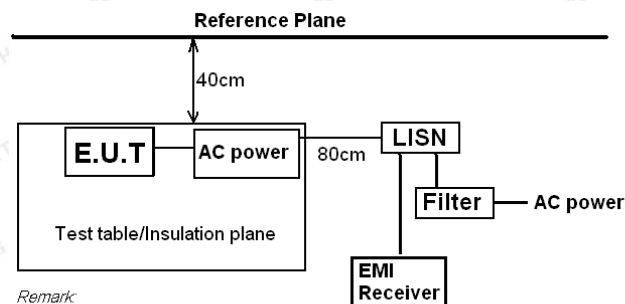 Reference Plane
40cm
E.U.T
AC power
80cm
LISN
Filter
AC power
Test table/Insulation plane
EMI
Receiver
Remark: